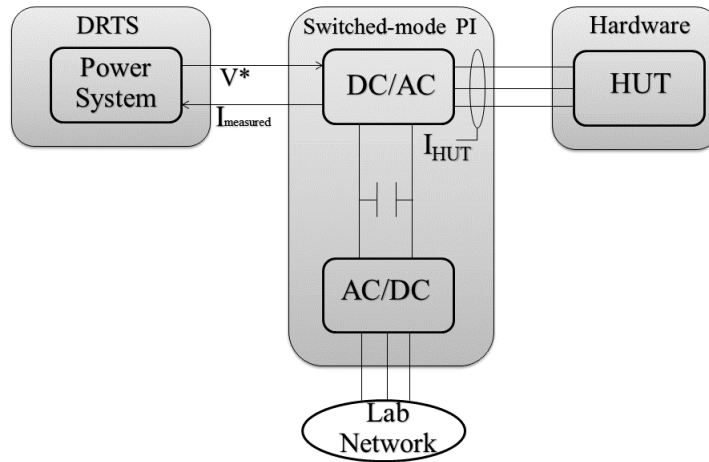 DRTS
Switched-mode PI
Hardware
Power
System
V*
Imeasured
DC/AC
HUT
IHUT
AC/DC
Lab
Network